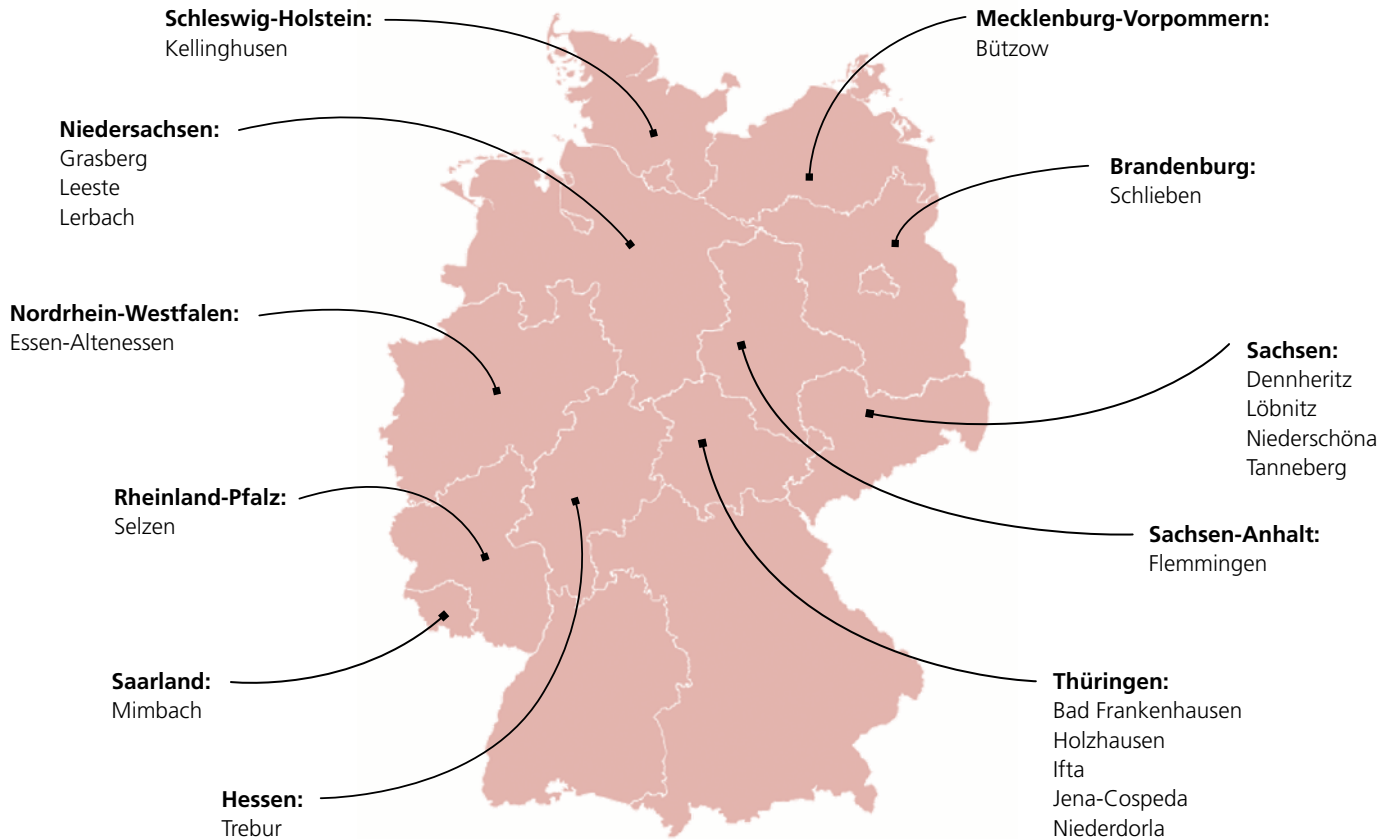 Schleswig-Holstein:
Kellinghusen
Mecklenburg-Vorpommern:
Bützow
Niedersachsen:
Grasberg
Leeste
Lerbach
Brandenburg:
Schlieben
Nordrhein-Westfalen:
Essen-Altenessen
Sachsen:
Dennheritz
Löbnitz
Niederschöna
Tanneberg
Rheinland-Pfalz:
Selzen
Sachsen-Anhalt:
Flemmingen
Saarland:
Mimbach
Thüringen:
Bad Frankenhausen
Holzhausen
Ifta
Jena-Cospeda
Niederdorla
Hessen:
Trebur